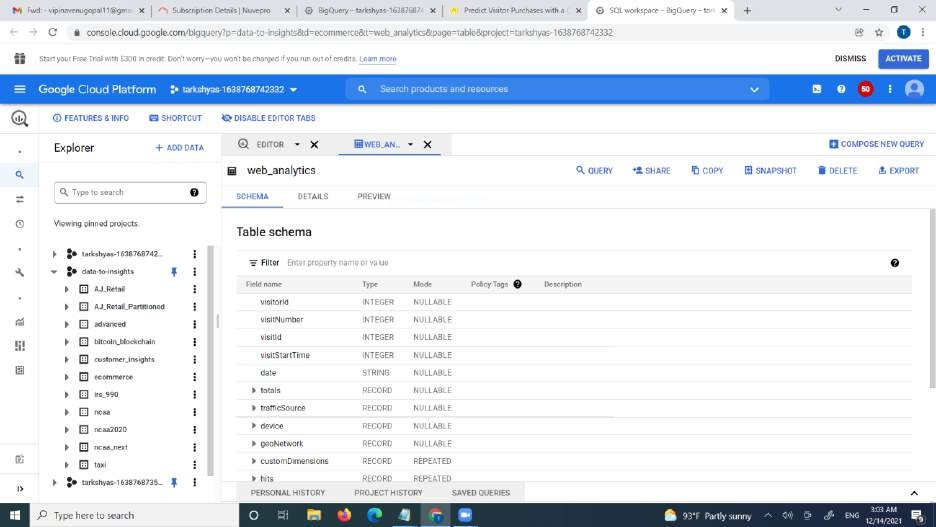 Fwd: - vipinavenugopal11@gma
Subscription Details | Nuvepro
BigQuery – tarkshyas-1638768
Predict Visitor Purchases with a
SQL workspace – BigQuery – tar
console.cloud.google.com/bigquery?p=data-to-insights&d=ecommerce&t=web_analytics&page=table&project=tarkshyas-1638768742332
T
Start your Free Trial with $300 in credit. Don't worry—you won't be charged if you run out of credits. Learn more
DISMISS
ACTIVATE
Google Cloud Platform
tarkshyas-1638768742332
Search products and resources
50
FEATURES & INFO
SHORTCUT
DISABLE EDITOR TABS
Explorer
+ ADD DATA
EDITOR
WEB_AN...
COMPOSE NEW QUERY
web_analytics
QUERY
SHARE
COPY
SNAPSHOT
DELETE
EXPORT
Type to search
SCHEMA
DETAILS
PREVIEW
Viewing pinned projects.
tarkshyas-1638768742...
data-to-insights
AJ_Retail
AJ_Retail_Partitioned
advanced
bitcoin_blockchain
customer_insights
ecommerce
irs_990
ncaa
ncaa2020
ncaa_next
taxi
tarkshyas-16387687 35...
Table schema
Filter Enter property name or value
Field name Type Mode Policy Tags Description
visitorId INTEGER NULLABLE
visitNumber INTEGER NULLABLE
visitId INTEGER NULLABLE
visitStartTime INTEGER NULLABLE
date STRING NULLABLE
totals RECORD NULLABLE
trafficSource RECORD NULLABLE
device RECORD NULLABLE
geoNetwork RECORD NULLABLE
customDimensions RECORD REPEATED
hits RECORD REPEATED
PERSONAL HISTORY
PROJECT HISTORY
SAVED QUERIES
Type here to search
93°F Partly sunny
ENG
3:03 AM
12/14/2021
9